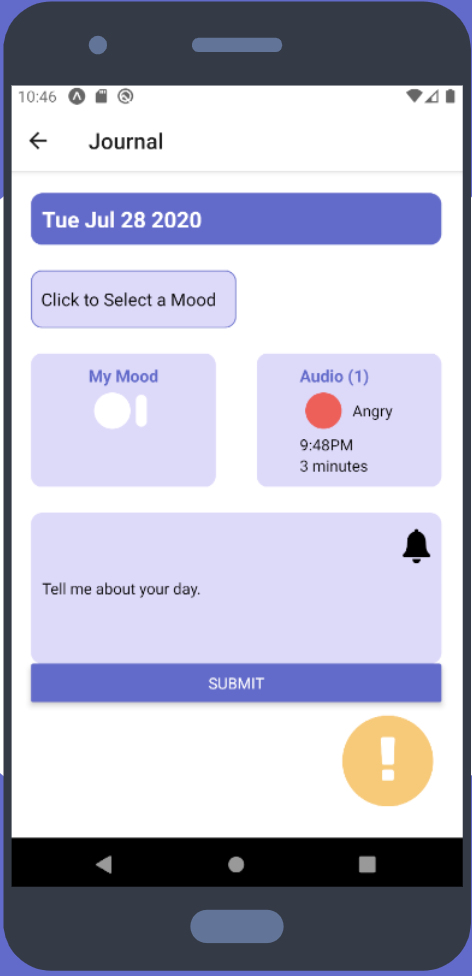 10:46
Journal
Tue Jul 28 2020
Click to Select a Mood
My Mood
Audio (1)
Angry
9:48PM
3 minutes
Tell me about your day.
SUBMIT
!